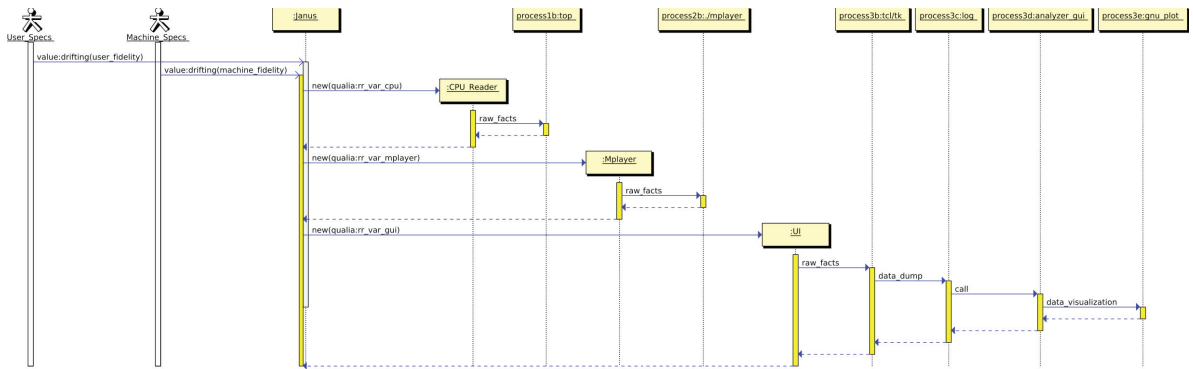 :Janus
process1b:top
process2b:./mplayer
process3b:tcl/tk
process3c:log
process3d:analyzer_gui
process3e:gnu_plot
User_Specs
Machine_Specs
value:drifting(user_fidelity)
value:drifting(machine_fidelity)
new(qualia:rr_var_cpu)
:CPU_Reader
raw_facts
new(qualia:rr_var_mplayer)
:Mplayer
raw_facts
new(qualia:rr_var_gui)
:UI
raw_facts
data_dump
call
data_visualization